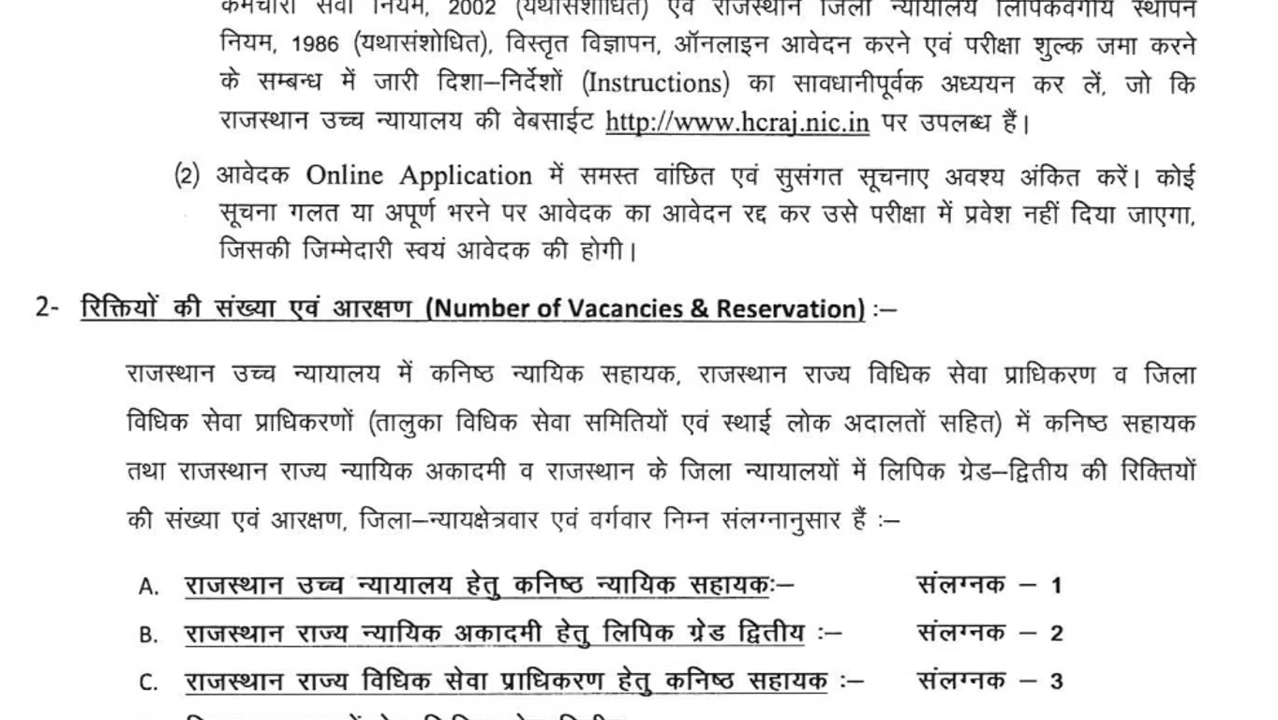 कर्मचारी सेवा नियम, 2002 (यथासंशोधित) एवं राजस्थान जिला न्यायालय लिपिकवर्गीय स्थापन
नियम, 1986 (यथासंशोधित), विस्तृत विज्ञापन, ऑनलाइन आवेदन करने एवं परीक्षा शुल्क जमा करने
के सम्बन्ध में जारी दिशा–निर्देशों (Instructions) का सावधानीपूर्वक अध्ययन कर लें, जो कि
राजस्थान उच्च न्यायालय की वेबसाईट http://www.hcraj.nic.in पर उपलब्ध हैं।
(2) आवेदक Online Application में समस्त वांछित एवं सुसंगत सूचनाए अवश्य अंकित करें। कोई
सूचना गलत या अपूर्ण भरने पर आवेदक का आवेदन रद्द कर उसे परीक्षा में प्रवेश नहीं दिया जाएगा,
जिसकी जिम्मेदारी स्वयं आवेदक की होगी।
2- रिक्तियों की संख्या एवं आरक्षण (Number of Vacancies & Reservation) :–
राजस्थान उच्च न्यायालय में कनिष्ठ न्यायिक सहायक, राजस्थान राज्य विधिक सेवा प्राधिकरण व जिला
विधिक सेवा प्राधिकरणों (तालुका विधिक सेवा समितियों एवं स्थाई लोक अदालतों सहित) में कनिष्ठ सहायक
तथा राजस्थान राज्य न्यायिक अकादमी व राजस्थान के जिला न्यायालयों में लिपिक ग्रेड–द्वितीय की रिक्तियों
की संख्या एवं आरक्षण, जिला–न्यायक्षेत्रवार एवं वर्गवार निम्न संलग्नानुसार हैं :–
A. राजस्थान उच्च न्यायालय हेतु कनिष्ठ न्यायिक सहायकः– संलग्नक – 1
B. राजस्थान राज्य न्यायिक अकादमी हेतु लिपिक ग्रेड द्वितीय :– संलग्नक – 2
C. राजस्थान राज्य विधिक सेवा प्राधिकरण हेतु कनिष्ठ सहायक :– संलग्नक – 3